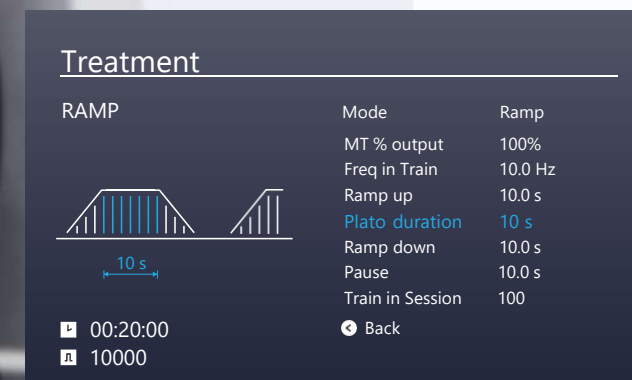 Treatment
RAMP
Mode Ramp
MT % output 100%
Freq in Train 10.0 Hz
Ramp up 10.0 s
Plato duration 10 s
Ramp down 10.0 s
Pause 10.0 s
Train in Session 100
Back
10 s
00:20:00
10000